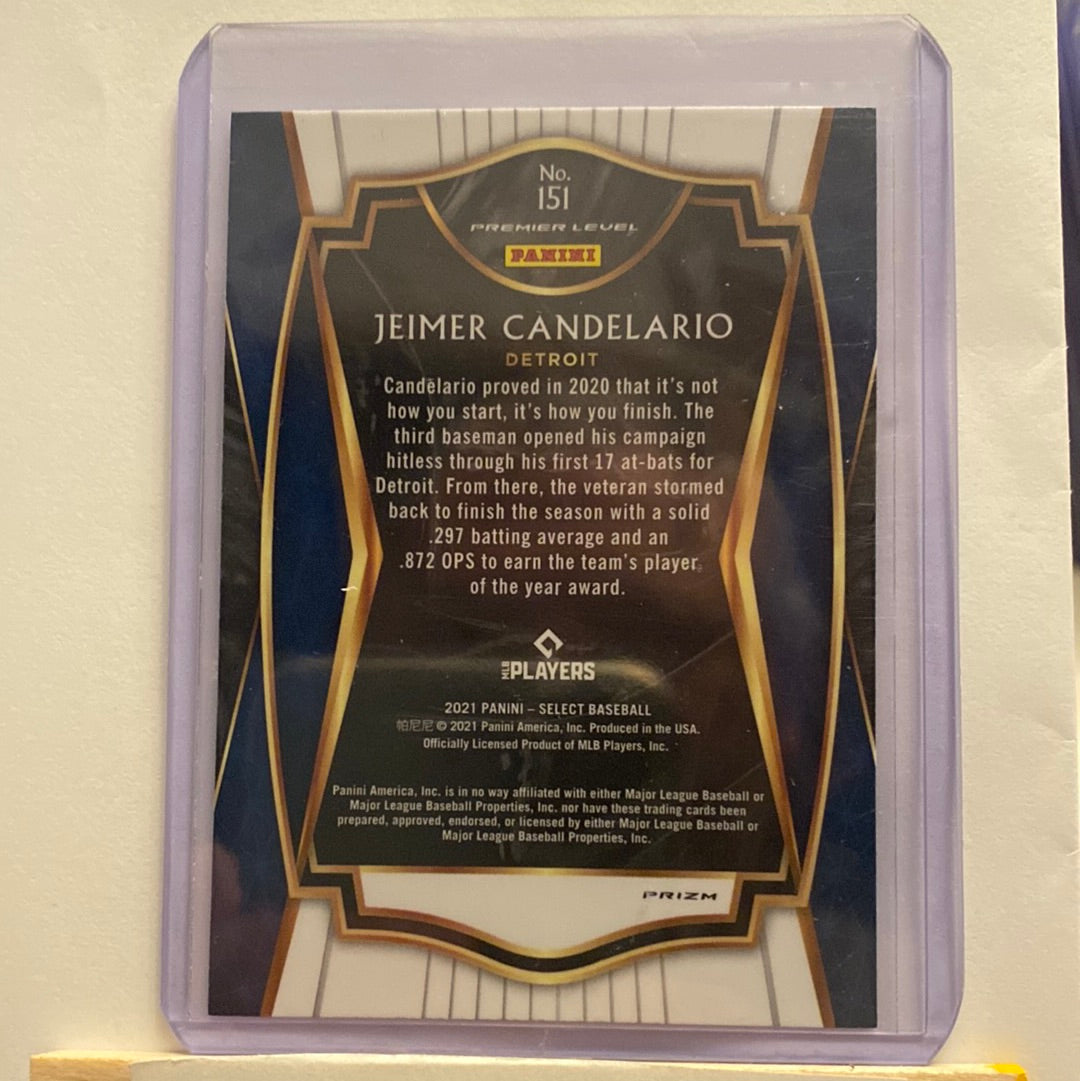 No.
151
PREMIER LEVEL
PANINI
JEIMER CANDELARIO
DETROIT
Candelario proved in 2020 that it's not
how you start, it's how you finish. The
third baseman opened his campaign
hitless through his first 17 at-bats for
Detroit. From there, the veteran stormed
back to finish the season with a solid
.297 batting average and an
.872 OPS to earn the team's player
of the year award.
MLB PLAYERS
2021 PANINI – SELECT BASEBALL
帕尼尼 © 2021 Panini America, Inc. Produced in the USA.
Officially Licensed Product of MLB Players, Inc.
Panini America, Inc. is in no way affiliated with either Major League Baseball or
Major League Baseball Properties, Inc. nor have these trading cards been
prepared, approved, endorsed, or licensed by either Major League Baseball or
Major League Baseball Properties, Inc.
PRIZM